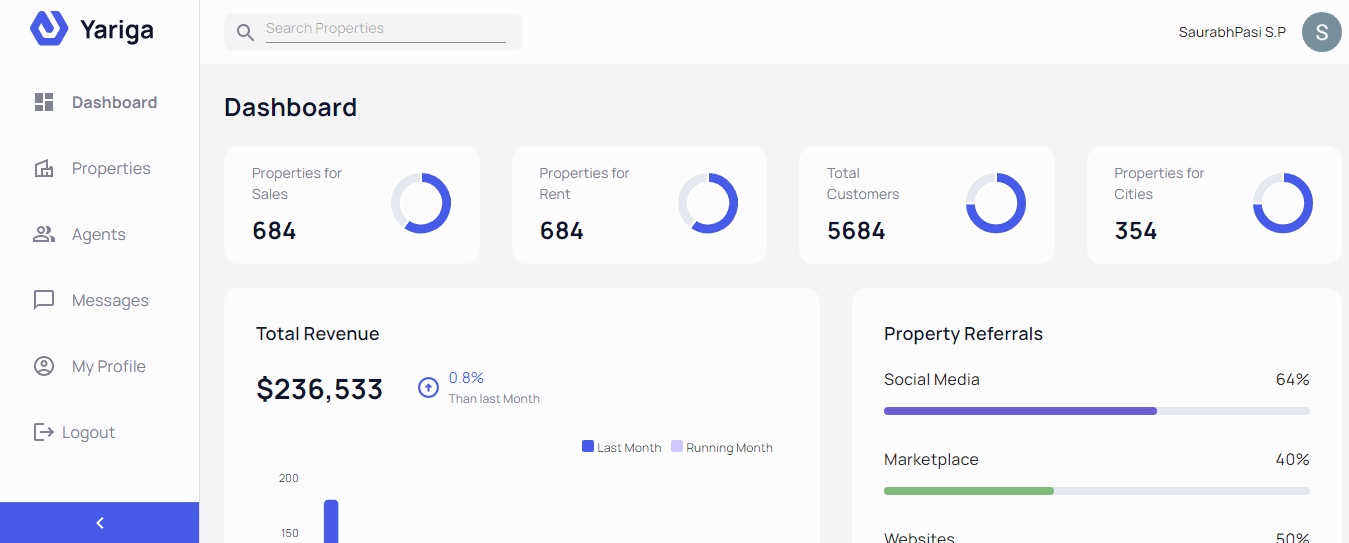 Yariga
Search Properties
SaurabhPasi S.P
S
Dashboard
Properties
Agents
Messages
My Profile
Logout
Dashboard
Properties for
Sales
684
Properties for
Rent
684
Total
Customers
5684
Properties for
Cities
354
Total Revenue
$236,533
0.8%
Than last Month
Last Month
Running Month
200
150
Property Referrals
Social Media
64%
Marketplace
40%
Websites
50%